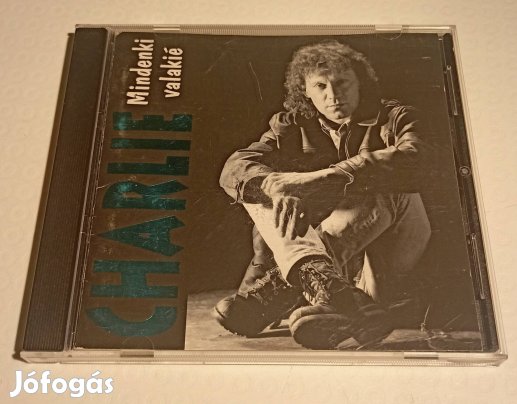 CHARLIE
Mindenki
valakié
Jófogás